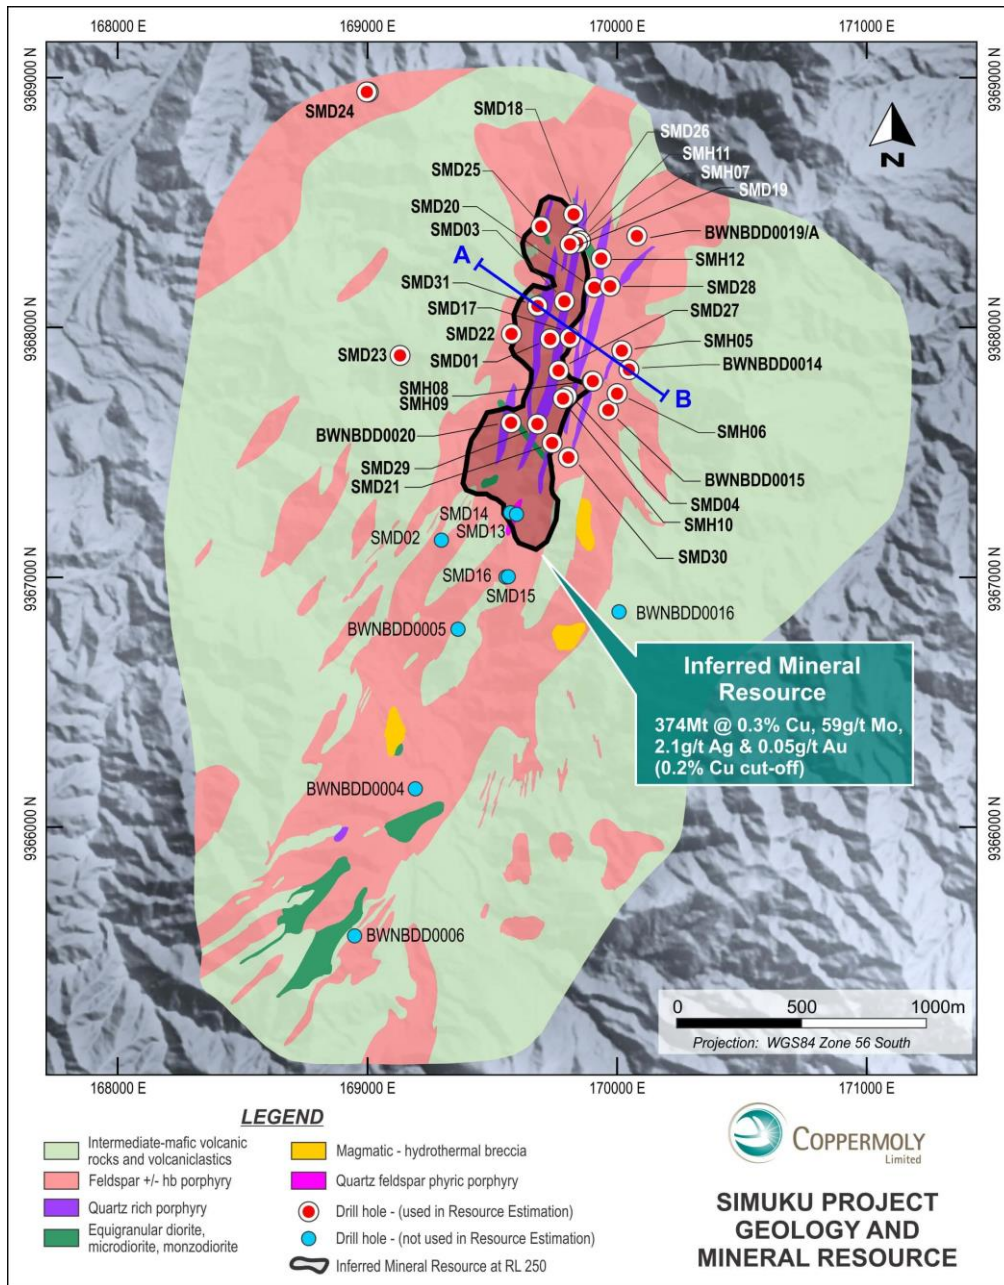 168000 E
169000 E
170000 E
171000 E
9369000 N
9369000 N
SMD24
SMD18
SMD26
SMH11
SMH07
SMD19
SMD25
SMD20
SMD03
A
BWNBDD0019/A
SMH12
N
SMD31
SMD28
SMD17
SMD27
9368000 N
9368000 N
SMD22
SMH05
SMD23
SMD01
BWNBDD0014
SMH08
SMH09
B
BWNBDD0020
SMH06
SMD29
SMD21
BWNBDD0015
SMD04
SMD14
SMH10
SMD13
SMD02
SMD30
9367000 N
9367000 N
SMD16
SMD15
BWNBDD0016
BWNBDD0005
Inferred Mineral
Resource
374Mt @ 0.3% Cu, 59g/t Mo,
2.1g/t Ag & 0.05g/t Au
(0.2% Cu cut-off)
BWNBDD0004
9366000 N
9366000 N
BWNBDD0006
0 500 1000m
Projection: WGS84 Zone 56 South
168000 E
169000 E
170000 E
171000 E
LEGEND
Intermediate-mafic volcanic
rocks and volcaniclastics
Feldspar +/- hb porphyry
Quartz rich porphyry
Equigranular diorite,
microdiorite, monzodiorite
Magmatic - hydrothermal breccia
Quartz feldspar phyric porphyry
Drill hole - (used in Resource Estimation)
Drill hole - (not used in Resource Estimation)
Inferred Mineral Resource at RL 250
COPPERMOLY
Limited
SIMUKU PROJECT
GEOLOGY AND
MINERAL RESOURCE